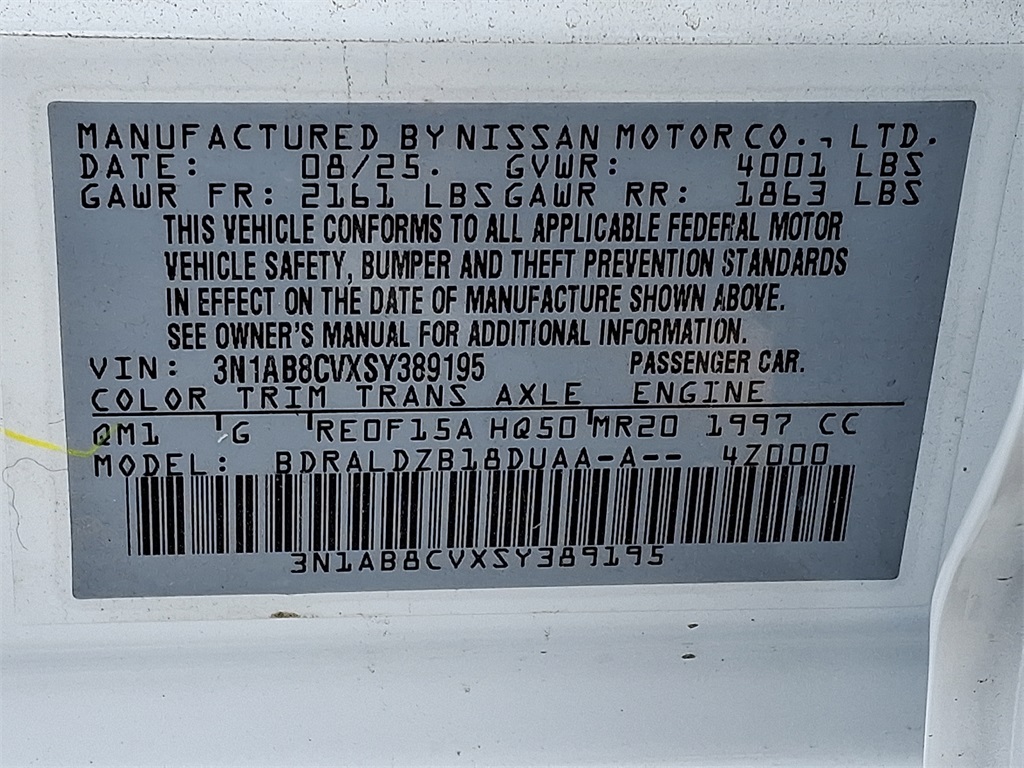 MANUFACTURED BY NISSAN MOTOR CO., LTD.
DATE: 08/25. GVWR: 4001 LBS
GAWR FR: 2161 LBS GAWR RR: 1863 LBS
THIS VEHICLE CONFORMS TO ALL APPLICABLE FEDERAL MOTOR
VEHICLE SAFETY, BUMPER AND THEFT PREVENTION STANDARDS
IN EFFECT ON THE DATE OF MANUFACTURE SHOWN ABOVE.
SEE OWNER'S MANUAL FOR ADDITIONAL INFORMATION.
VIN: 3N1AB8CVXSY389195 PASSENGER CAR.
COLOR TRIM TRANS AXLE ENGINE
QM1 G RE0F15A HQ50 MR20 1997 CC
MODEL: BDRALDZB18DUAA-A-- 4Z000
3N1AB8CVXSY389195